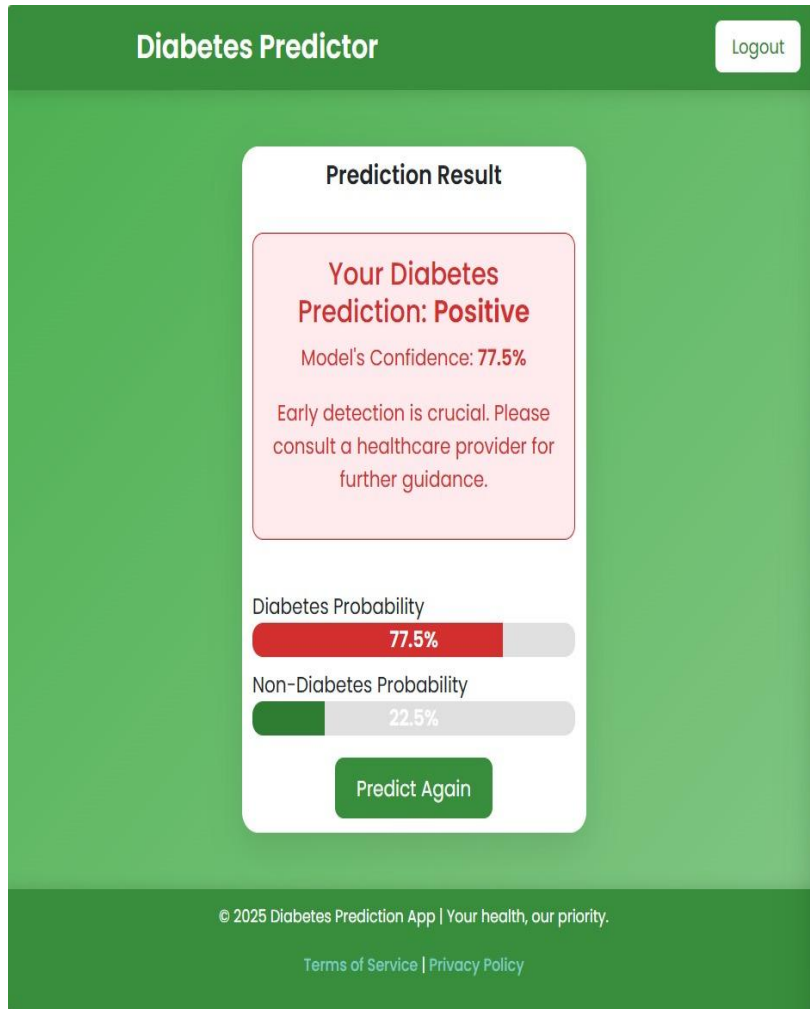 Diabetes Predictor
Logout
Prediction Result
Your Diabetes
Prediction: Positive
Model's Confidence: 77.5%
Early detection is crucial. Please
consult a healthcare provider for
further guidance.
Diabetes Probability
77.5%
Non-Diabetes Probability
22.5%
Predict Again
© 2025 Diabetes Prediction App | Your health, our priority.
Terms of Service | Privacy Policy